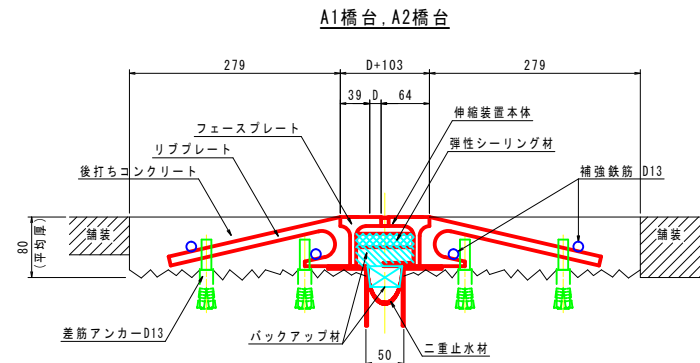 A1橋台,A2橋台
279
D+103
279
39
D
64
フェースプレート
伸縮装置本体
リブプレート
弾性シーリング材
後打ちコンクリート
補強鉄筋 D13
舗装
舗装
80
(平均厚)
差筋アンカーD13
バックアップ材
二重止水材
50